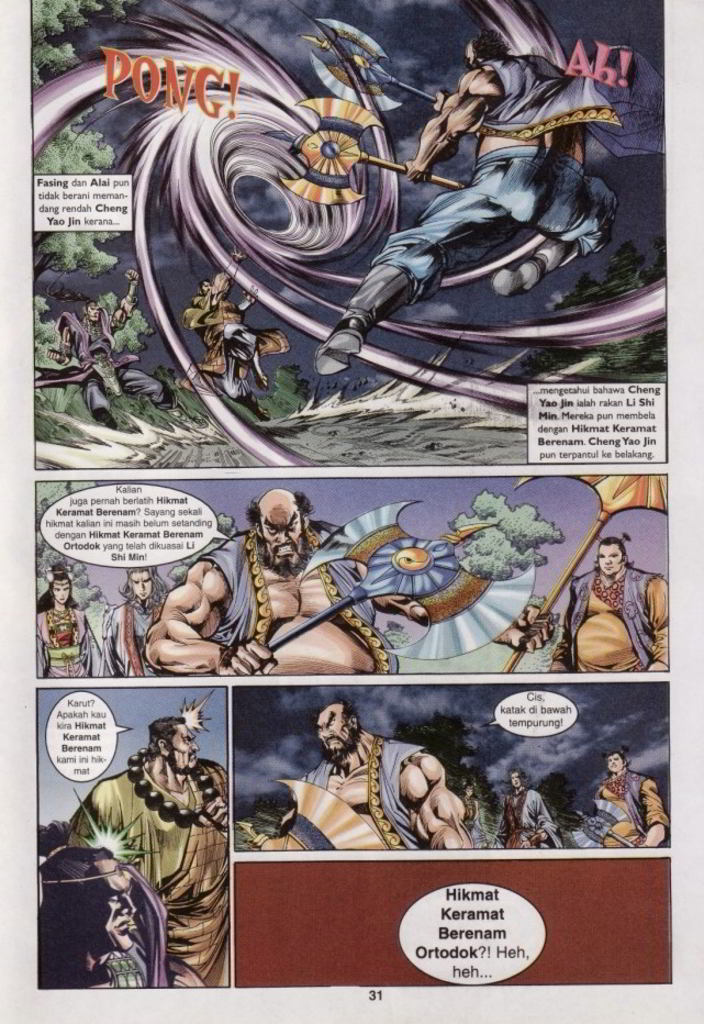 PONG!
Ah!
Fasing dan Alai pun
tidak berani meman-
dang rendah Cheng
Yao Jin kerana...
...mengetahui bahawa Cheng
Yao Jin ialah rakan Li Shi
Min. Mereka pun membela
dengan Hikmat Keramat
Berenam. Cheng Yao Jin
pun terpantul ke belakang.
Kalian
juga pernah berlatih Hikmat
Keramat Berenam? Sayang sekali
hikmat kalian ini masih belum setanding
dengan Hikmat Keramat Berenam
Ortodok yang telah dikuasai Li
Shi Min!
Karut?
Apakah kau
kira Hikmat
Keramat
Berenam
kami ini hik-
mat
Cis,
katak di bawah
tempurung!
Hikmat
Keramat
Berenam
Ortodok?! Heh,
heh...
31